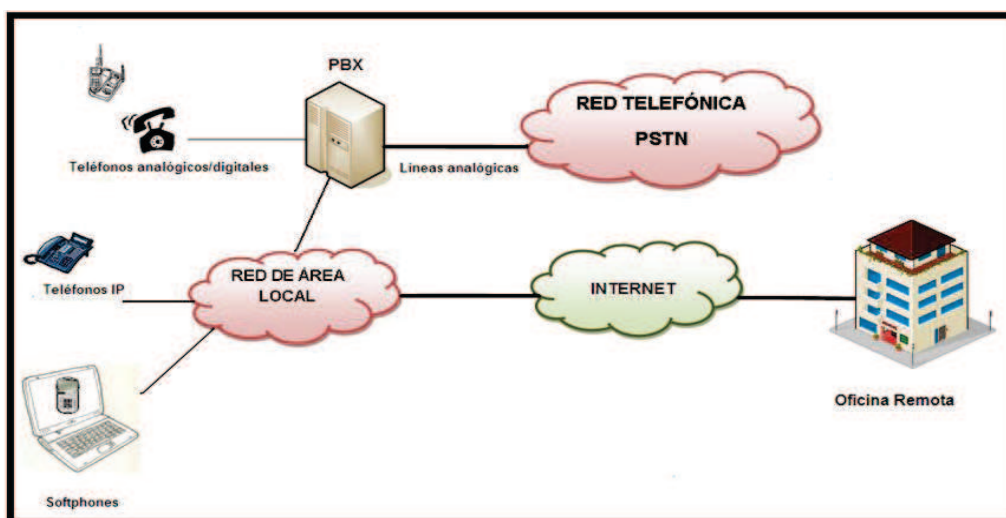 PBX
RED TELEFÓNICA
PSTN
Teléfonos analógicos/digitales
Líneas analógicas
RED DE ÁREA
LOCAL
INTERNET
Teléfonos IP
Oficina Remota
Softphones